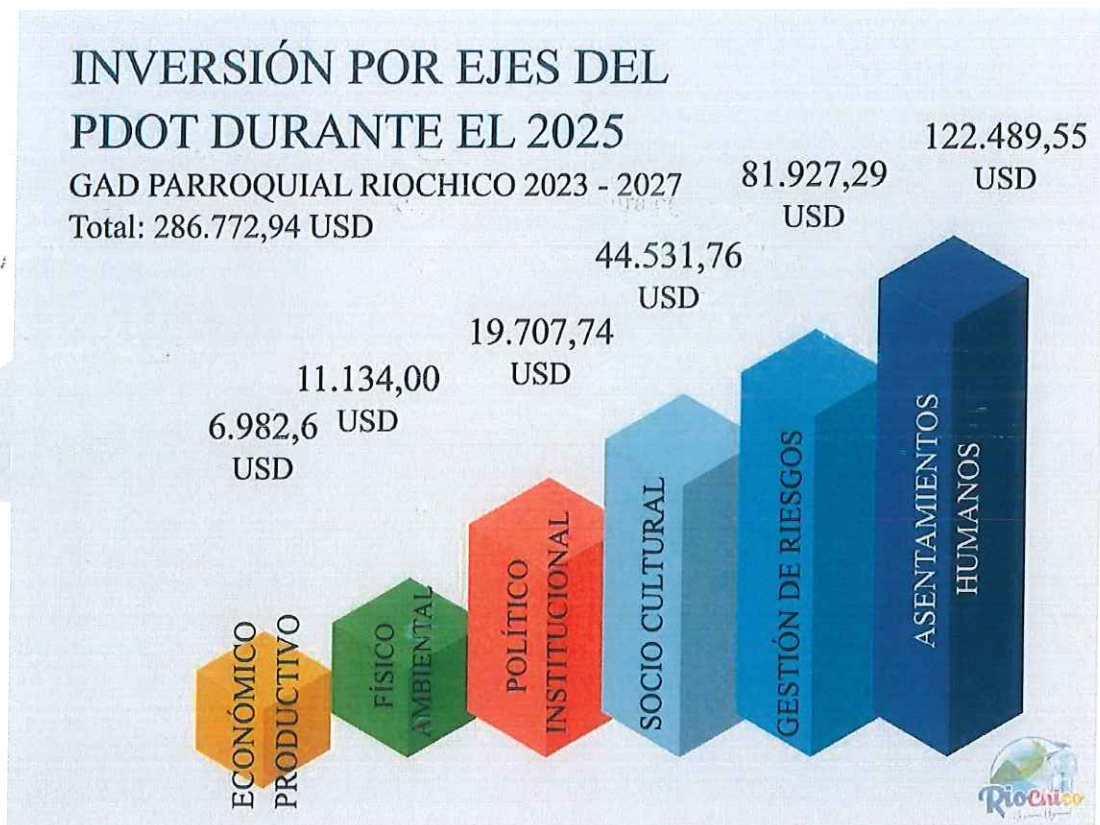 INVERSIÓN POR EJES DEL
PDOT DURANTE EL 2025
GAD PARROQUIAL RIOCHICO 2023 - 2027
Total: 286.772,94 USD
6.982,6
USD
11.134,00
USD
19.707,74
USD
44.531,76
USD
81.927,29
USD
122.489,55
USD
ECONÓMICO
PRODUCTIVO
FÍSICO
AMBIENTAL
POLÍTICO
INSTITUCIONAL
SOCIO CULTURAL
GESTIÓN DE RIESGOS
ASENTAMIENTOS
HUMANOS
RioChico